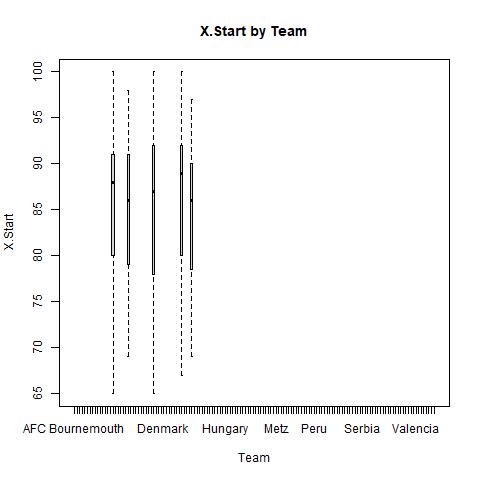 X.Start by Team
X.Start
100
95
90
85
80
75
70
65
AFC Bournemouth Denmark Hungary Metz Peru Serbia Valencia
Team